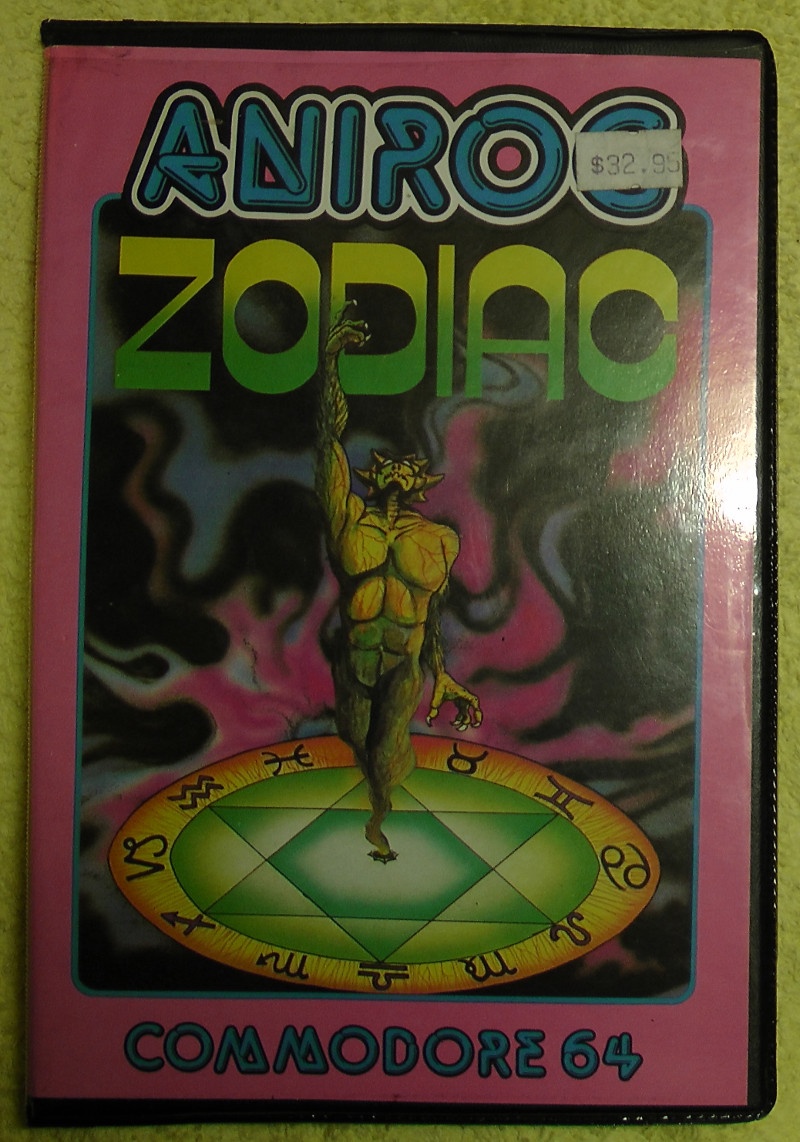 ANIROG
$32.95
ZODIAC
COMMODORE 64